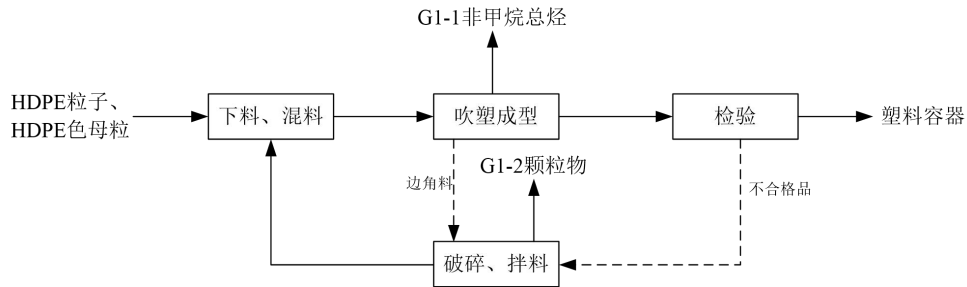 G1-1非甲烷总烃
HDPE粒子、
HDPE色母粒
下料、混料
吹塑成型
检验
塑料容器
边角料
G1-2颗粒物
不合格品
破碎、拌料